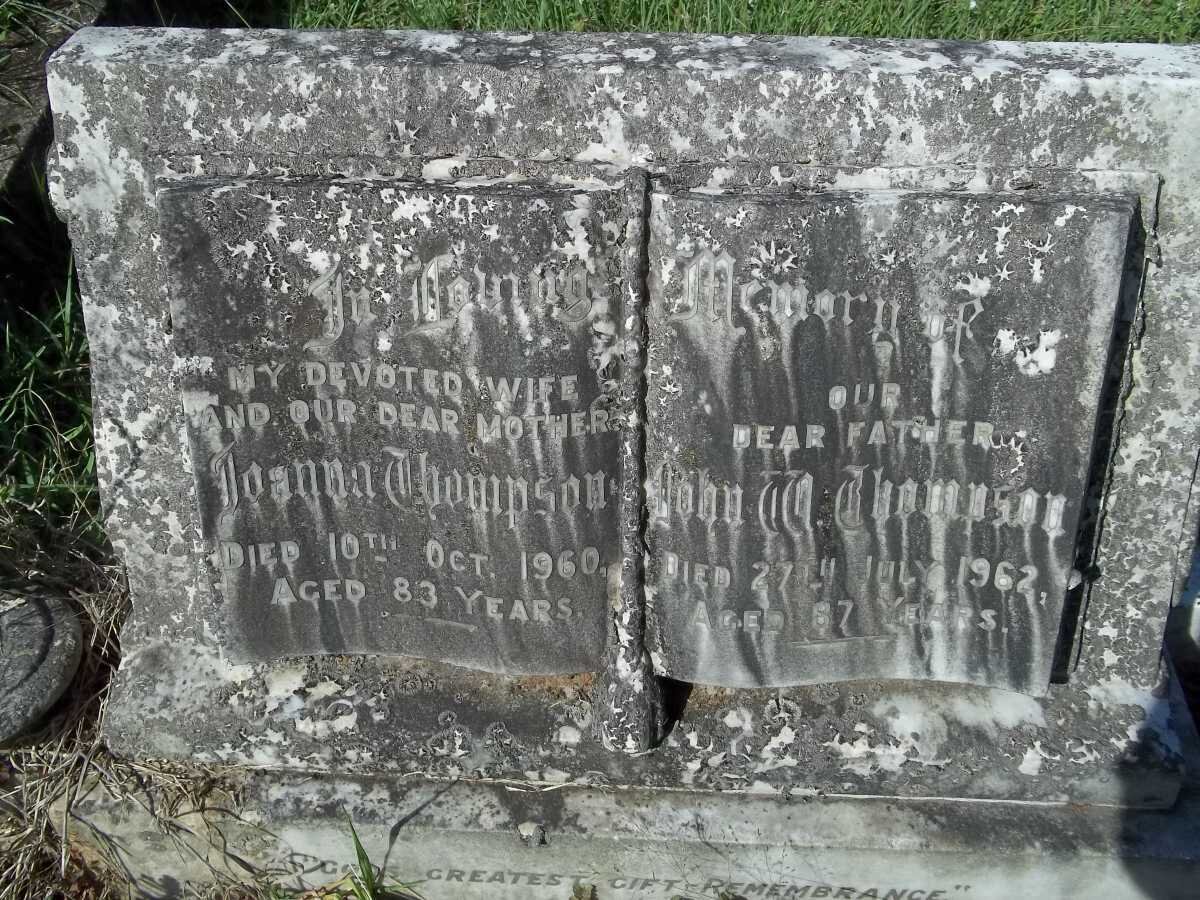 In Loving
MY DEVOTED WIFE
AND OUR DEAR MOTHER
Joanna Thompson
DIED 10TH OCT. 1960,
AGED 83 YEARS.
Memory of
OUR
DEAR FATHER
John W Thompson
DIED 27TH JULY 1962,
AGED 87 YEARS.
"GOD'S GREATEST GIFT REMEMBRANCE"